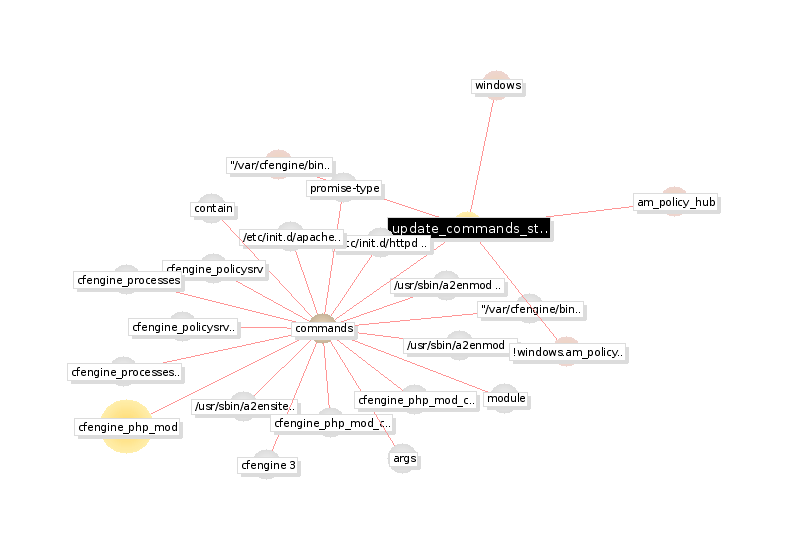 windows
"/var/cfengine/bin..
promise-type
am_policy_hub
contain
update_commands_st..
/etc/init.d/apache..
cc/init.d/httpd ..
cfengine_policysrv
cfengine_processes
/usr/sbin/a2enmod ..
"/var/cfengine/bin..
cfengine_policysrv..
commands
/usr/sbin/a2enmod
!windows.am_policy..
cfengine_processes..
cfengine_php_mod_c..
module
/usr/sbin/a2ensite..
cfengine_php_mod
cfengine_php_mod_c..
args
cfengine 3